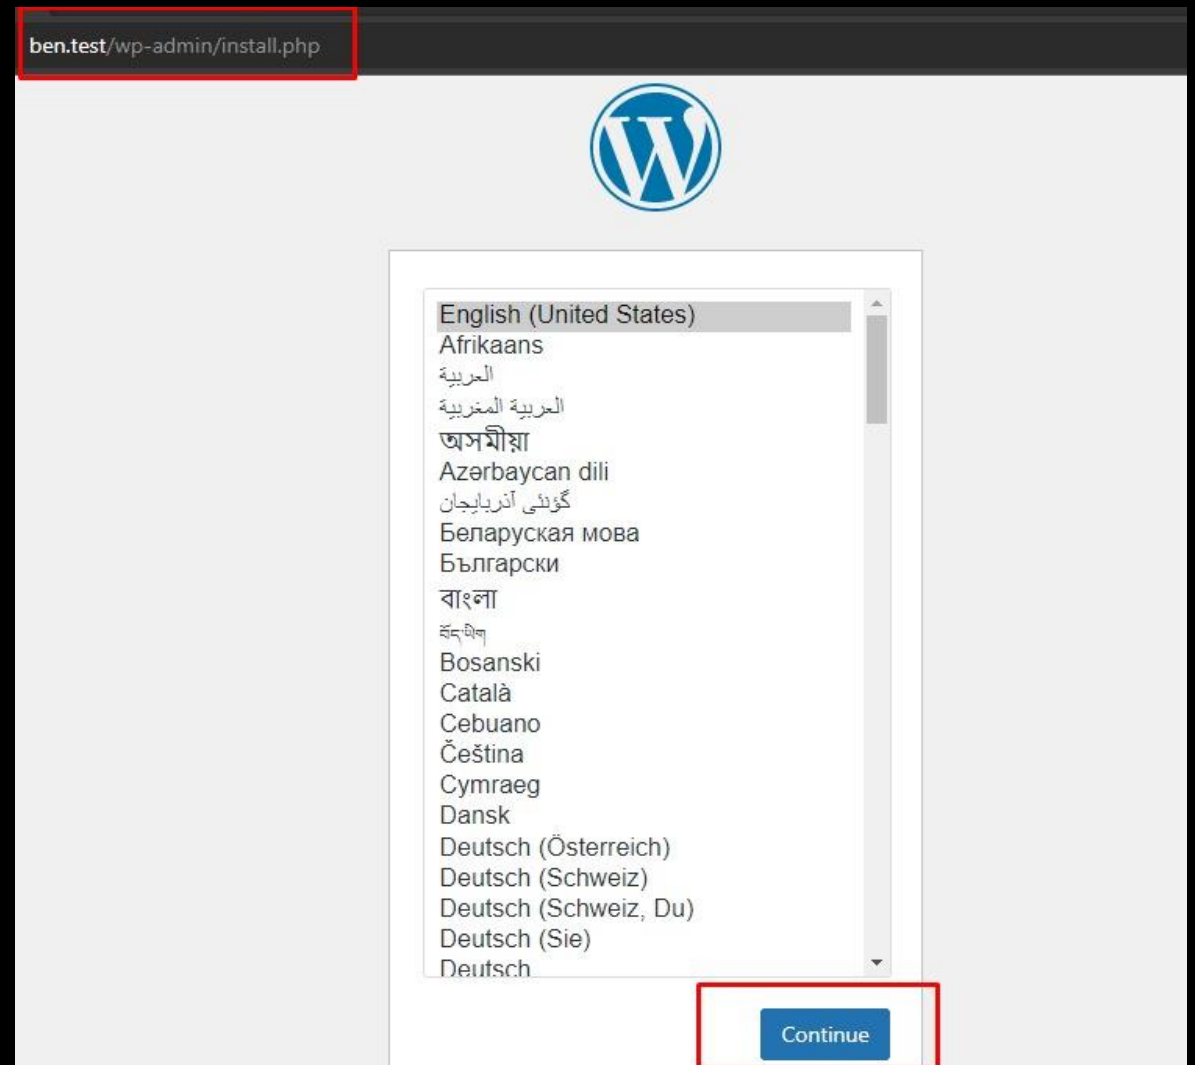 ben.test/wp-admin/install.php
English (United States)
Afrikaans
العربية
العربية المغربية
অসমীয়া
Azərbaycan dili
گؤنئی آذربایجان
Беларуская мова
Български
বাংলা
བོད་ཡིག
Bosanski
Català
Cebuano
Čeština
Cymraeg
Dansk
Deutsch (Österreich)
Deutsch (Schweiz)
Deutsch (Schweiz, Du)
Deutsch (Sie)
Deutsch
Continue